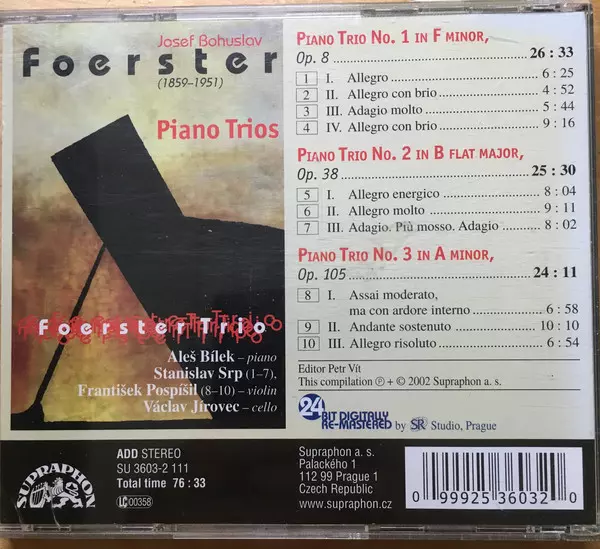 Josef Bohuslav
Foerster
(1859–1951)
Piano Trios
Foerster Trio
Aleš Bílek – piano
Stanislav Srp (1–7),
František Pospíšil (8–10) – violin
Václav Jírovec – cello
PIANO TRIO NO. 1 IN F MINOR,
Op. 8 26 : 33
1 I. Allegro 6 : 25
2 II. Allegro con brio 4 : 52
3 III. Adagio molto 5 : 44
4 IV. Allegro con brio 9 : 16
PIANO TRIO NO. 2 IN B FLAT MAJOR,
Op. 38 25 : 30
5 I. Allegro energico 8 : 04
6 II. Allegro molto 9 : 11
7 III. Adagio. Più mosso. Adagio 8 : 02
PIANO TRIO NO. 3 IN A MINOR,
Op. 105 24 : 11
8 I. Assai moderato,
ma con ardore interno 6 : 58
9 II. Andante sostenuto 10 : 10
10 III. Allegro risoluto 6 : 54
Editor Petr Vít
This compilation ℗ + © 2002 Supraphon a. s.
24 BIT DIGITALLY
RE-MASTERED by SR Studio, Prague
SUPRAPHON
ADD STEREO
SU 3603-2 111
Total time 76 : 33
LC 00358
Supraphon a. s.
Palackého 1
112 99 Prague 1
Czech Republic
www.supraphon.cz
0 99925 36032 0